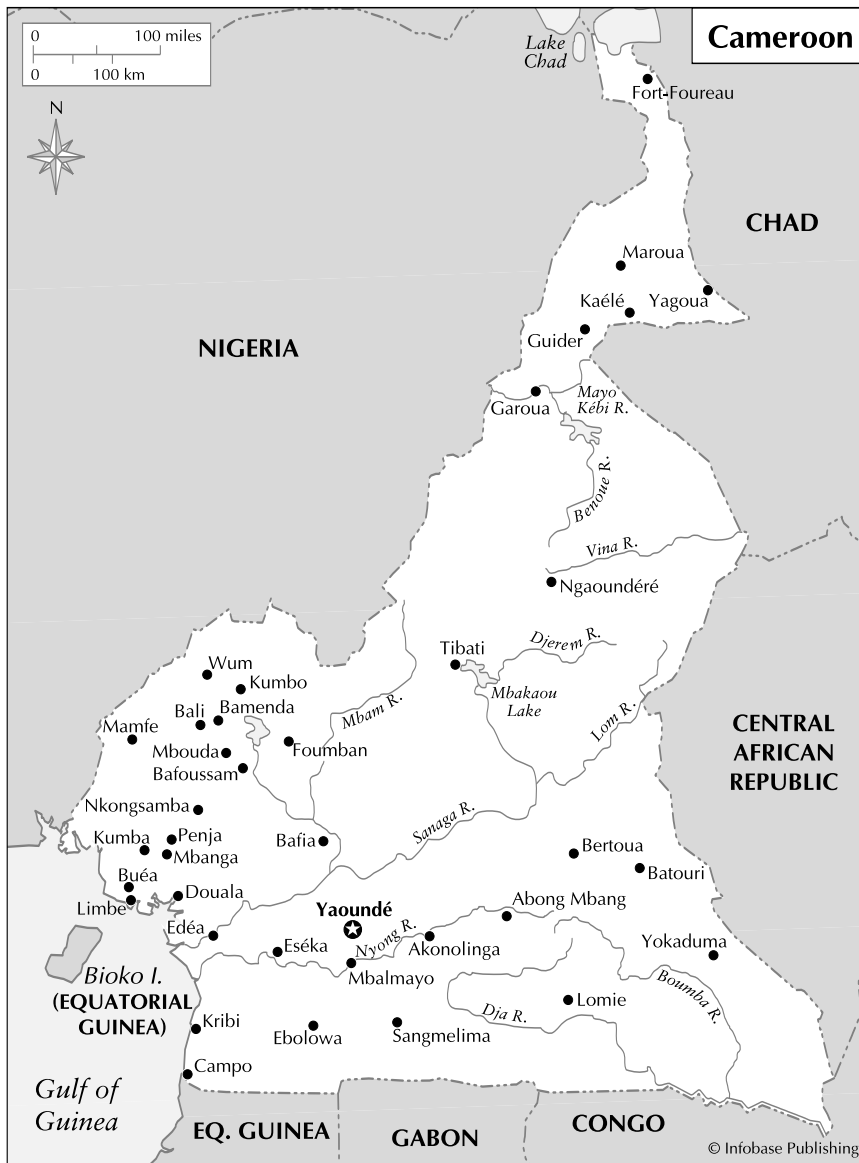 Cameroon
0 100 miles
0 100 km
N
Lake
Chad
Fort-Foureau
CHAD
Maroua
Kaélé
Yagoua
Guider
NIGERIA
Garoua
Mayo
Kébi R.
Benoue R.
Vina R.
Ngaoundéré
Djerem R.
Tibati
Mbakaou
Lake
Lom R.
Mbam R.
Wum
Kumbo
Bali
Bamenda
Mamfe
Mbouda
Foumban
Bafoussam
CENTRAL
AFRICAN
REPUBLIC
Nkongsamba
Sanaga R.
Penja
Kumba
Mbanga
Bafia
Bertoua
Batouri
Buéa
Douala
Limbe
Yaoundé
Abong Mbang
Edéa
Nyong R.
Eséka
Akonolinga
Yokaduma
Mbalmayo
Bioko I.
(EQUATORIAL
GUINEA)
Boumba R.
Lomie
Dja R.
Kribi
Ebolowa
Sangmelima
Campo
Gulf of
Guinea
EQ. GUINEA
GABON
CONGO
© Infobase Publishing